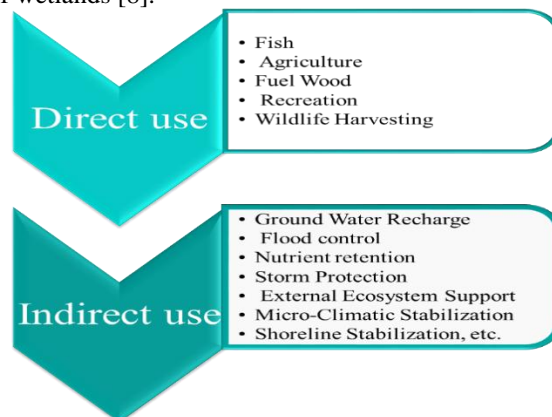 wetlands [6].
Direct use
• Fish
• Agriculture
• Fuel Wood
• Recreation
• Wildlife Harvesting
Indirect use
• Ground Water Recharge
• Flood control
• Nutrient retention
• Storm Protection
• External Ecosystem Support
• Micro-Climatic Stabilization
• Shoreline Stabilization, etc.